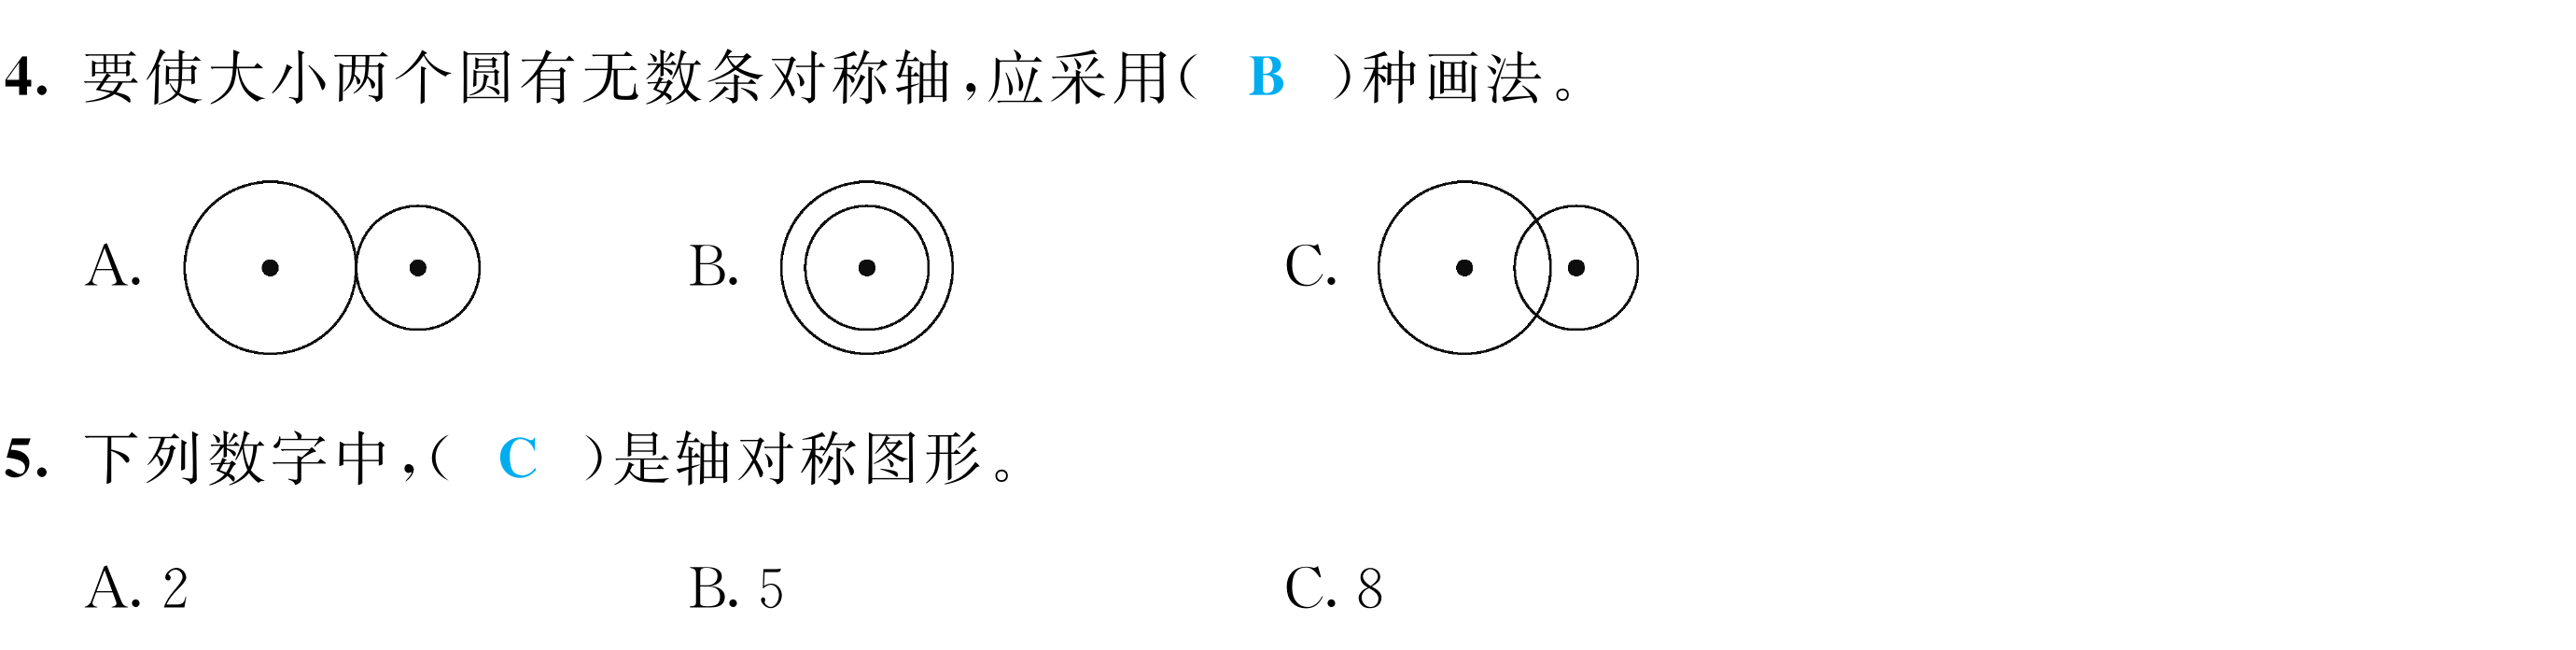 4. 要使大小两个圆有无数条对称轴,应采用( B )种画法。
A. B. C.
5. 下列数字中,( C )是轴对称图形。
A. 2 B. 5 C. 8